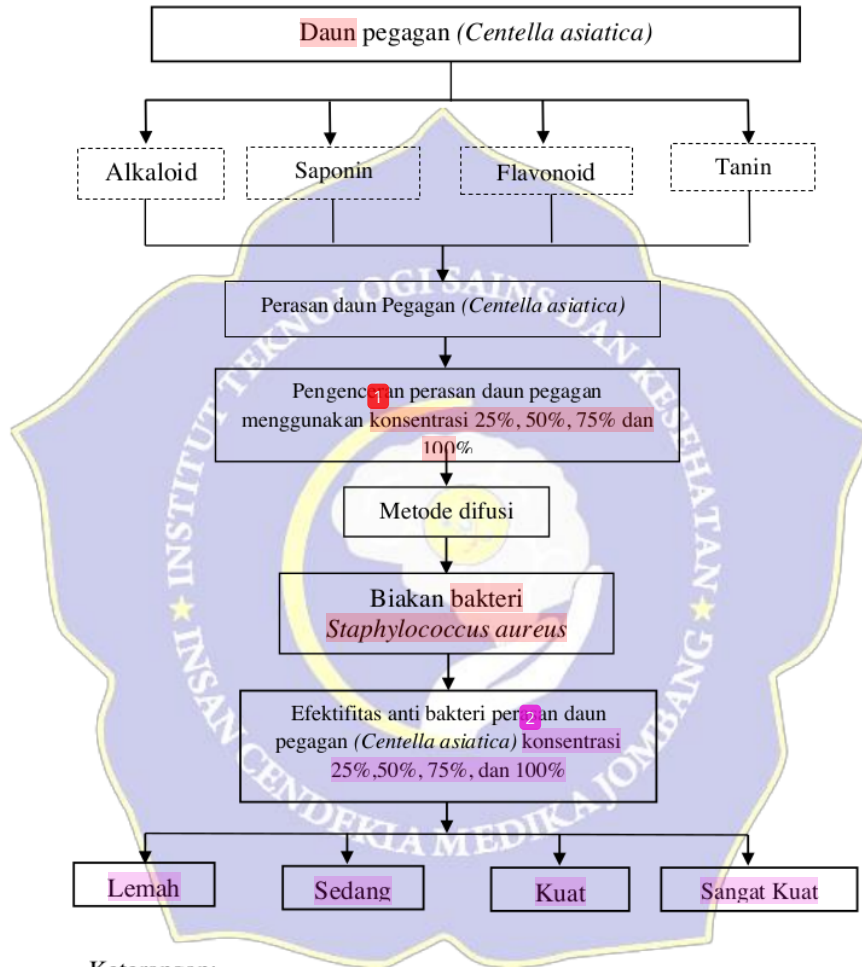 Daun pegagan (Centella asiatica)
Alkaloid
Saponin
Flavonoid
Tanin
Perasan daun Pegagan (Centella asiatica)
Pengenceran perasan daun pegagan
menggunakan konsentrasi 25%, 50%, 75% dan
100%
1
Metode difusi
Biakan bakteri
Staphylococcus aureus
Efektifitas anti bakteri perasan daun
pegagan (Centella asiatica) konsentrasi
25%,50%, 75%, dan 100%
2
Lemah
Sedang
Kuat
Sangat Kuat
INSTITUT TEKNOLOGI SAINS DAN KESEHATAN
INSAN CENDEKIA MEDIKA JOMBANG